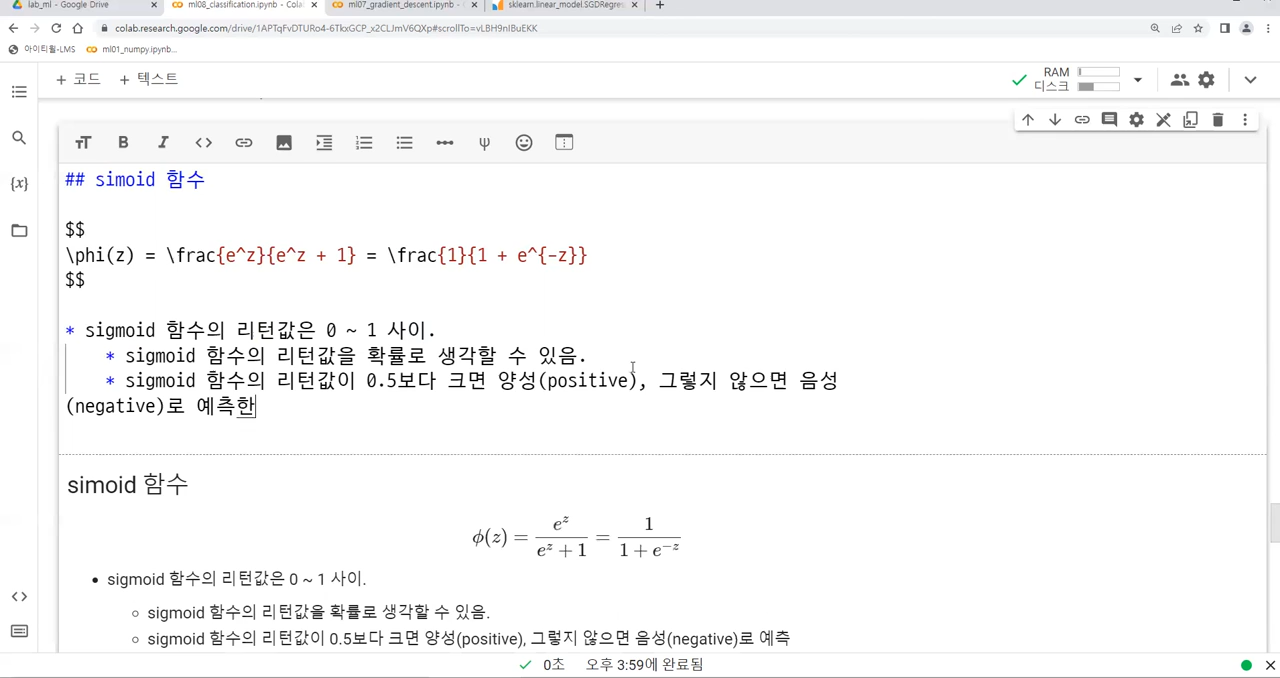 lab_ml - Google Drive
ml08_classification.ipynb - Colab
ml07_gradient_descent.ipynb - C
sklearn.linear_model.SGDRegres
colab.research.google.com/drive/1APTqFvDTURo4-6TkxGCP_x2CLJmV6QXp#scrollTo=vLBH9nIBuEKK
아이티윌-LMS
ml01_numpy.ipynb...
+ 코드 + 텍스트
RAM
디스크
## simoid 함수
$$
\phi(z) = \frac{e^z}{e^z + 1} = \frac{1}{1 + e^{-z}}
$$
* sigmoid 함수의 리턴값은 0 ~ 1 사이.
* sigmoid 함수의 리턴값을 확률로 생각할 수 있음.
* sigmoid 함수의 리턴값이 0.5보다 크면 양성(positive), 그렇지 않으면 음성
(negative)로 예측한
simoid 함수
ϕ(z) = e^z / (e^z + 1) = 1 / (1 + e^{-z})
• sigmoid 함수의 리턴값은 0 ~ 1 사이.
○ sigmoid 함수의 리턴값을 확률로 생각할 수 있음.
○ sigmoid 함수의 리턴값이 0.5보다 크면 양성(positive), 그렇지 않으면 음성(negative)로 예측
0초 오후 3:59에 완료됨